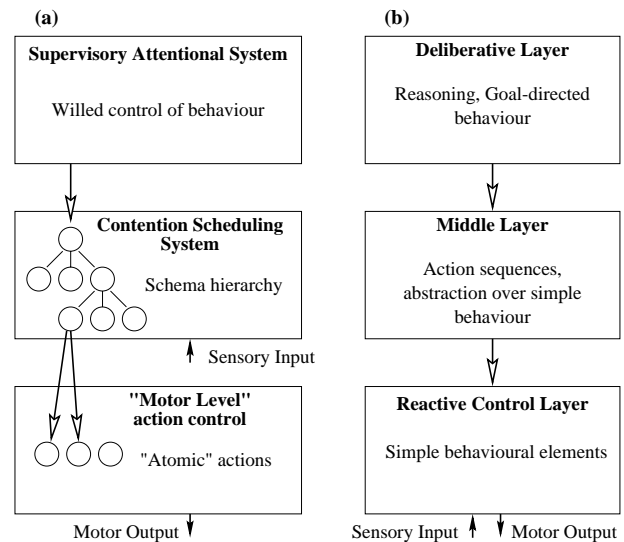 (a)
Supervisory Attentional System
Willed control of behaviour
Contention Scheduling
System
Schema hierarchy
Sensory Input
"Motor Level"
action control
"Atomic" actions
Motor Output
(b)
Deliberative Layer
Reasoning, Goal-directed
behaviour
Middle Layer
Action sequences,
abstraction over simple
behaviour
Reactive Control Layer
Simple behavioural elements
Sensory Input
Motor Output